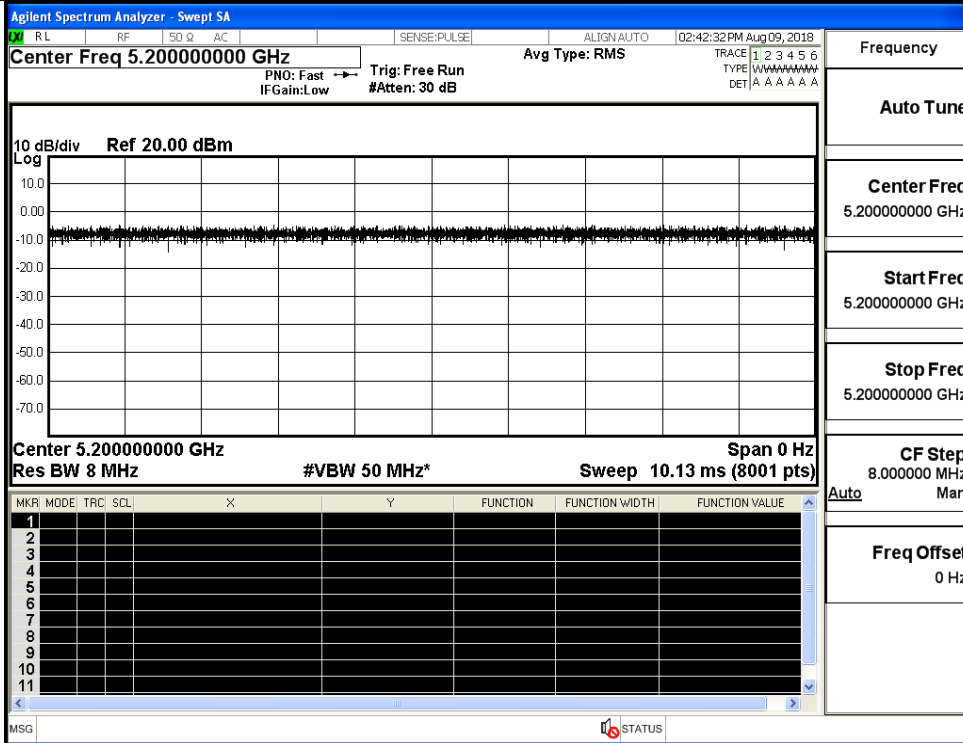 Agilent Spectrum Analyzer - Swept SA
LXI RL RF 50 Ω AC SENSE:PULSE ALIGN AUTO 02:42:32 PM Aug 09, 2018
Center Freq 5.200000000 GHz
PNO: Fast
IFGain:Low
Trig: Free Run
#Atten: 30 dB
Avg Type: RMS
TRACE 1 2 3 4 5 6
TYPE WWWWWW
DET A A A A A A
10 dB/div
Log
Ref 20.00 dBm
10.0
0.00
-10.0
-20.0
-30.0
-40.0
-50.0
-60.0
-70.0
Center 5.200000000 GHz Span 0 Hz
Res BW 8 MHz #VBW 50 MHz* Sweep 10.13 ms (8001 pts)
MKR MODE TRC SCL X Y FUNCTION FUNCTION WIDTH FUNCTION VALUE
1
2
3
4
5
6
7
8
9
10
11
MSG STATUS
Frequency
Auto Tune
Center Freq
5.200000000 GHz
Start Freq
5.200000000 GHz
Stop Freq
5.200000000 GHz
CF Step
8.000000 MHz
Auto Man
Freq Offset
0 Hz